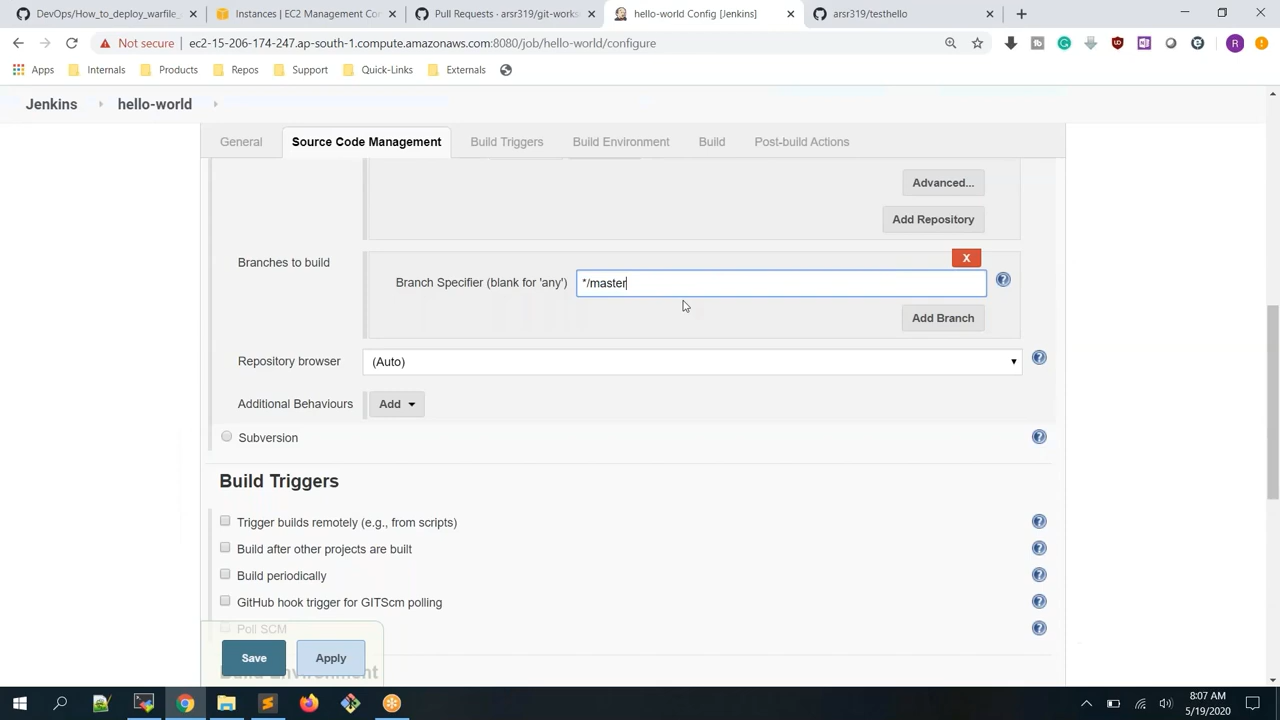 DevOps/How_to_deploy_warfile_
Instances | EC2 Management Co
Pull Requests · arsr319/git-works
hello-world Config [Jenkins]
arsr319/testhello
Not secure | ec2-15-206-174-247.ap-south-1.compute.amazonaws.com:8080/job/hello-world/configure
Apps Internals Products Repos Support Quick-Links Externals
Jenkins hello-world
General Source Code Management Build Triggers Build Environment Build Post-build Actions
Advanced...
Add Repository
Branches to build
X
Branch Specifier (blank for 'any') */master
Add Branch
Repository browser (Auto)
Additional Behaviours Add
Subversion
Build Triggers
Trigger builds remotely (e.g., from scripts)
Build after other projects are built
Build periodically
GitHub hook trigger for GITScm polling
Poll SCM
Save Apply
Build Environment
8:07 AM
5/19/2020